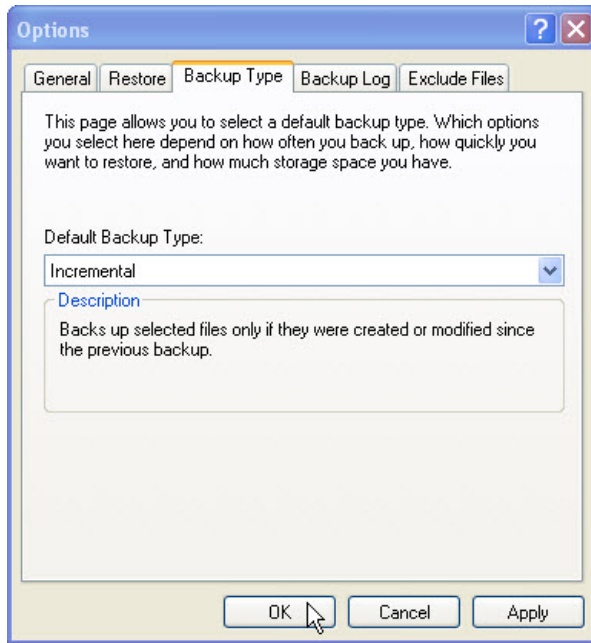 Options
General Restore Backup Type Backup Log Exclude Files
This page allows you to select a default backup type. Which options
you select here depend on how often you back up, how quickly you
want to restore, and how much storage space you have.
Default Backup Type:
Incremental
Description
Backs up selected files only if they were created or modified since
the previous backup.
OK Cancel Apply